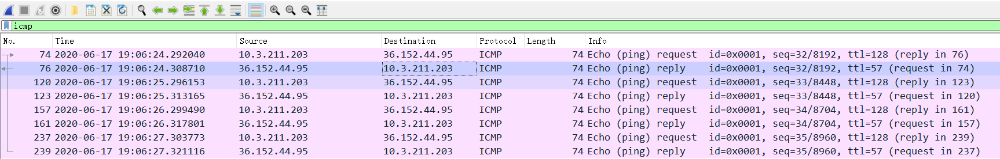 icmp
No. Time Source Destination Protocol Length Info
74 2020-06-17 19:06:24.292040 10.3.211.203 36.152.44.95 ICMP 74 Echo (ping) request id=0x0001, seq=32/8192, ttl=128 (reply in 76)
76 2020-06-17 19:06:24.308710 36.152.44.95 10.3.211.203 ICMP 74 Echo (ping) reply id=0x0001, seq=32/8192, ttl=57 (request in 74)
120 2020-06-17 19:06:25.296153 10.3.211.203 36.152.44.95 ICMP 74 Echo (ping) request id=0x0001, seq=33/8448, ttl=128 (reply in 123)
123 2020-06-17 19:06:25.313165 36.152.44.95 10.3.211.203 ICMP 74 Echo (ping) reply id=0x0001, seq=33/8448, ttl=57 (request in 120)
157 2020-06-17 19:06:26.299490 10.3.211.203 36.152.44.95 ICMP 74 Echo (ping) request id=0x0001, seq=34/8704, ttl=128 (reply in 161)
161 2020-06-17 19:06:26.317801 36.152.44.95 10.3.211.203 ICMP 74 Echo (ping) reply id=0x0001, seq=34/8704, ttl=57 (request in 157)
237 2020-06-17 19:06:27.303773 10.3.211.203 36.152.44.95 ICMP 74 Echo (ping) request id=0x0001, seq=35/8960, ttl=128 (reply in 239)
239 2020-06-17 19:06:27.321116 36.152.44.95 10.3.211.203 ICMP 74 Echo (ping) reply id=0x0001, seq=35/8960, ttl=57 (request in 237)